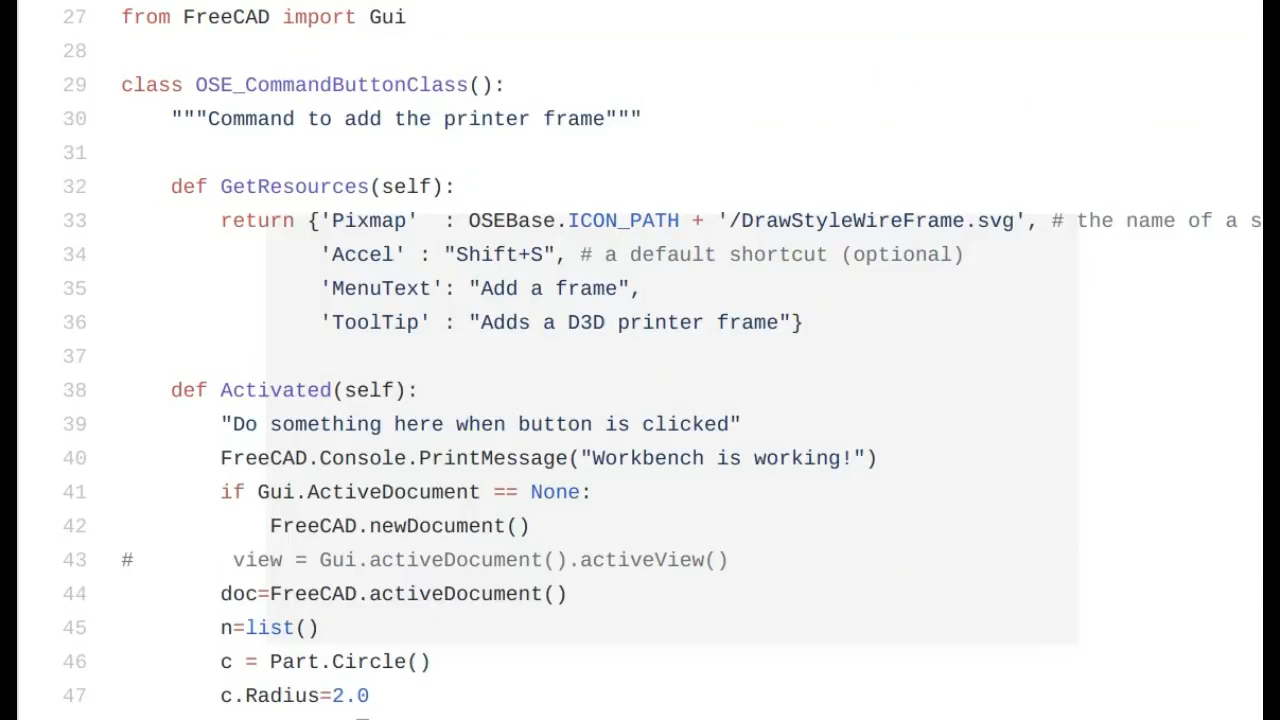 27 from FreeCAD import Gui
28
29 class OSE_CommandButtonClass():
30 """Command to add the printer frame"""
31
32 def GetResources(self):
33 return {'Pixmap'  : OSEBase.ICON_PATH + '/DrawStyleWireFrame.svg', # the name of a s
34 'Accel' : "Shift+S", # a default shortcut (optional)
35 'MenuText': "Add a frame",
36 'ToolTip' : "Adds a D3D printer frame"}
37
38 def Activated(self):
39 "Do something here when button is clicked"
40 FreeCAD.Console.PrintMessage("Workbench is working!")
41 if Gui.ActiveDocument == None:
42 FreeCAD.newDocument()
43 #        view = Gui.activeDocument().activeView()
44 doc=FreeCAD.activeDocument()
45 n=list()
46 c = Part.Circle()
47 c.Radius=2.0